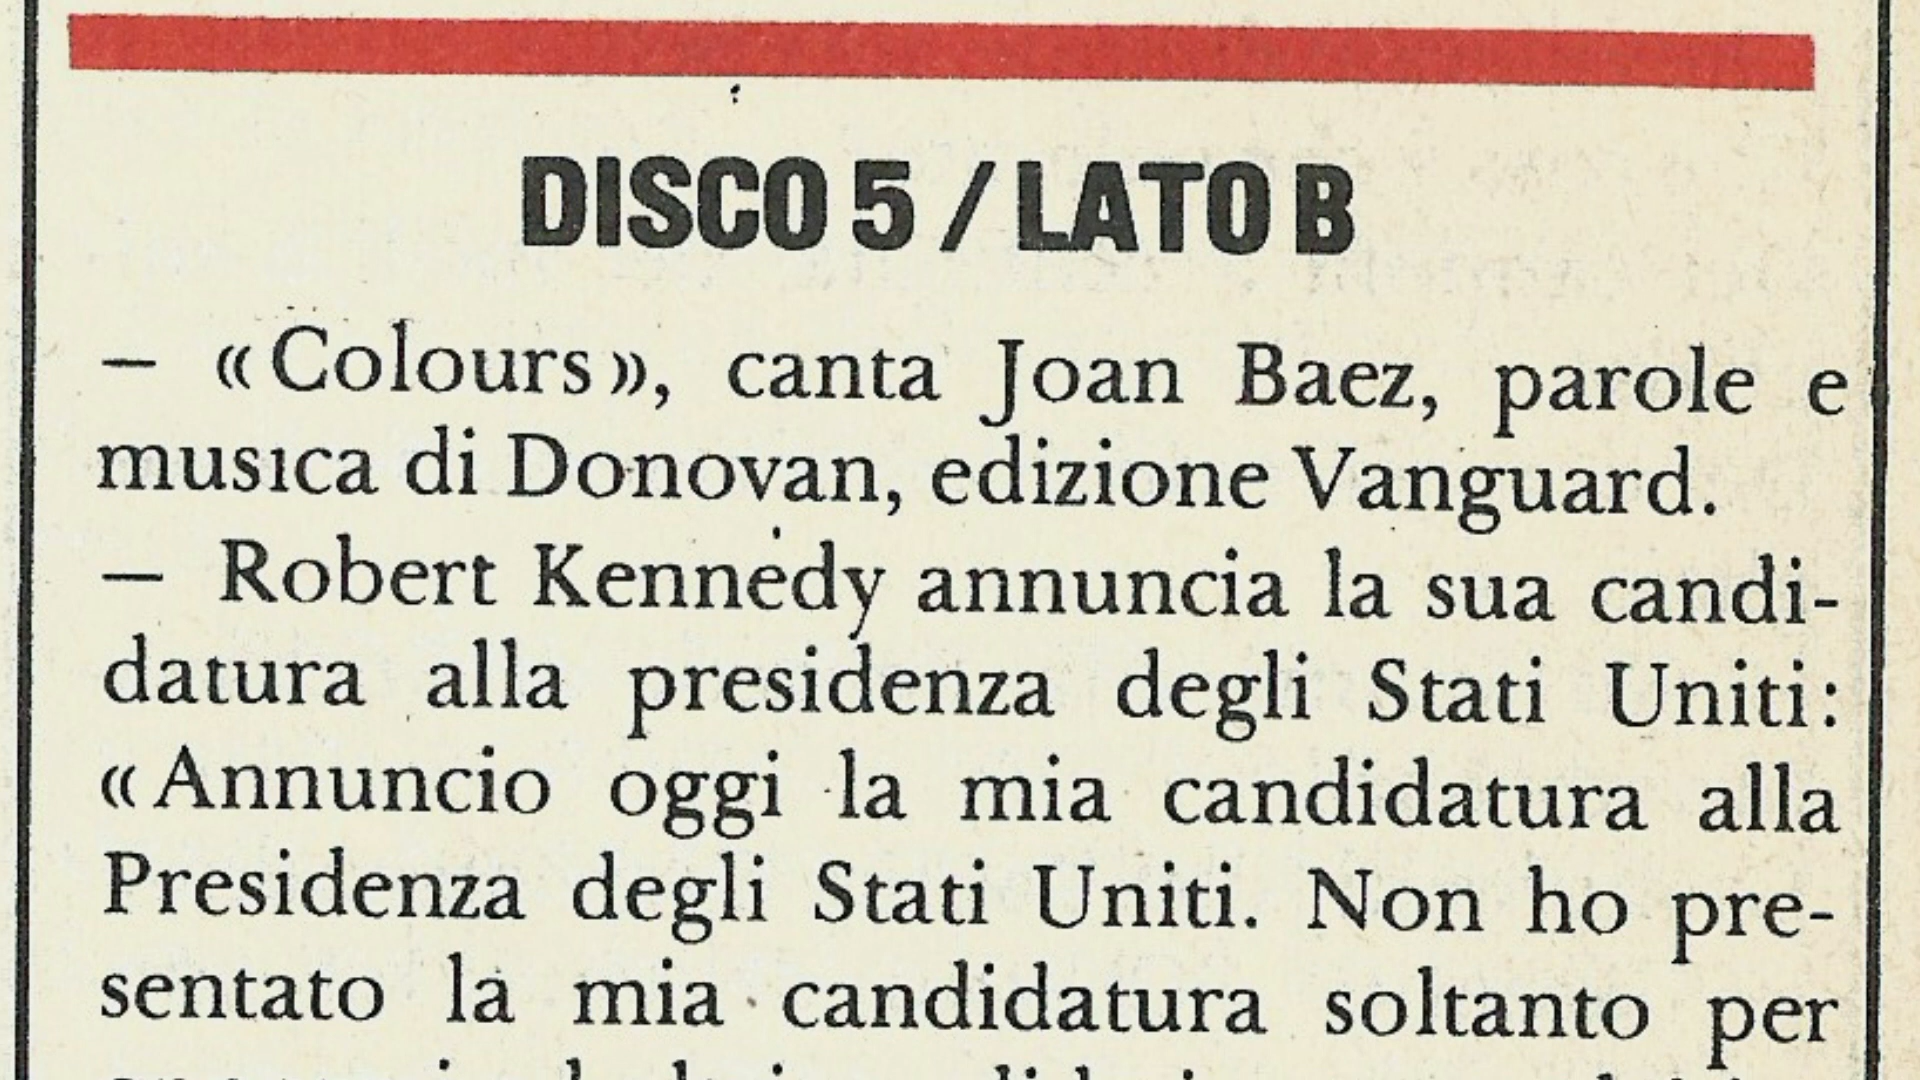 DISCO 5 / LATO B
– «Colours», canta Joan Baez, parole e
musica di Donovan, edizione Vanguard.
– Robert Kennedy annuncia la sua candi-
datura alla presidenza degli Stati Uniti:
«Annuncio oggi la mia candidatura alla
Presidenza degli Stati Uniti. Non ho pre-
sentato la mia candidatura soltanto per